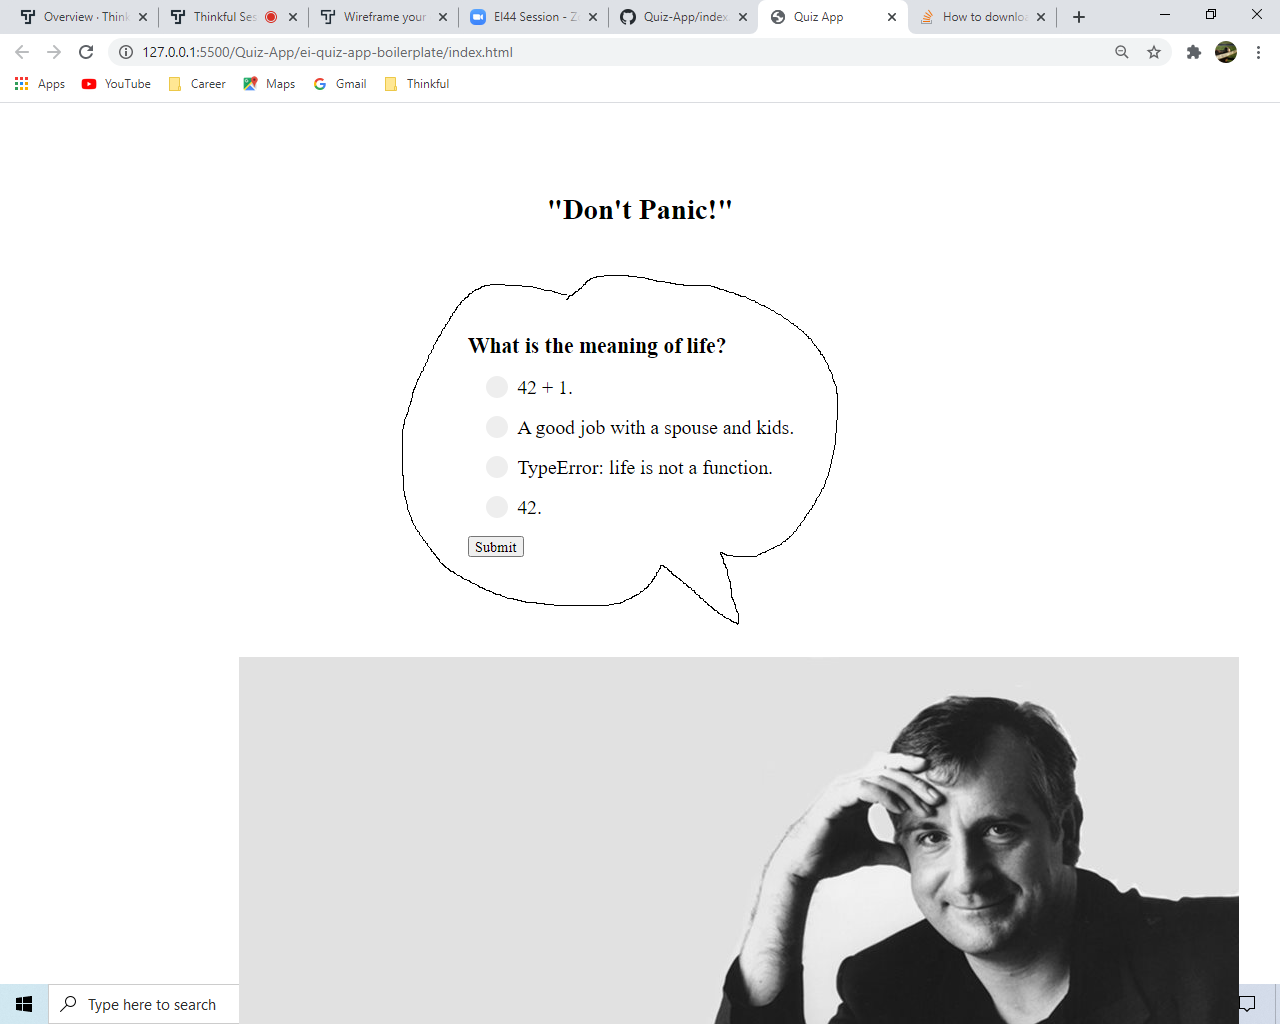 Overview · Think
Thinkful Ses
Wireframe your
EI44 Session - Z
Quiz-App/index.
Quiz App
How to downloa
127.0.0.1:5500/Quiz-App/ei-quiz-app-boilerplate/index.html
Apps
YouTube
Career
Maps
Gmail
Thinkful
"Don't Panic!"
What is the meaning of life?
42 + 1.
A good job with a spouse and kids.
TypeError: life is not a function.
42.
Submit
Type here to search